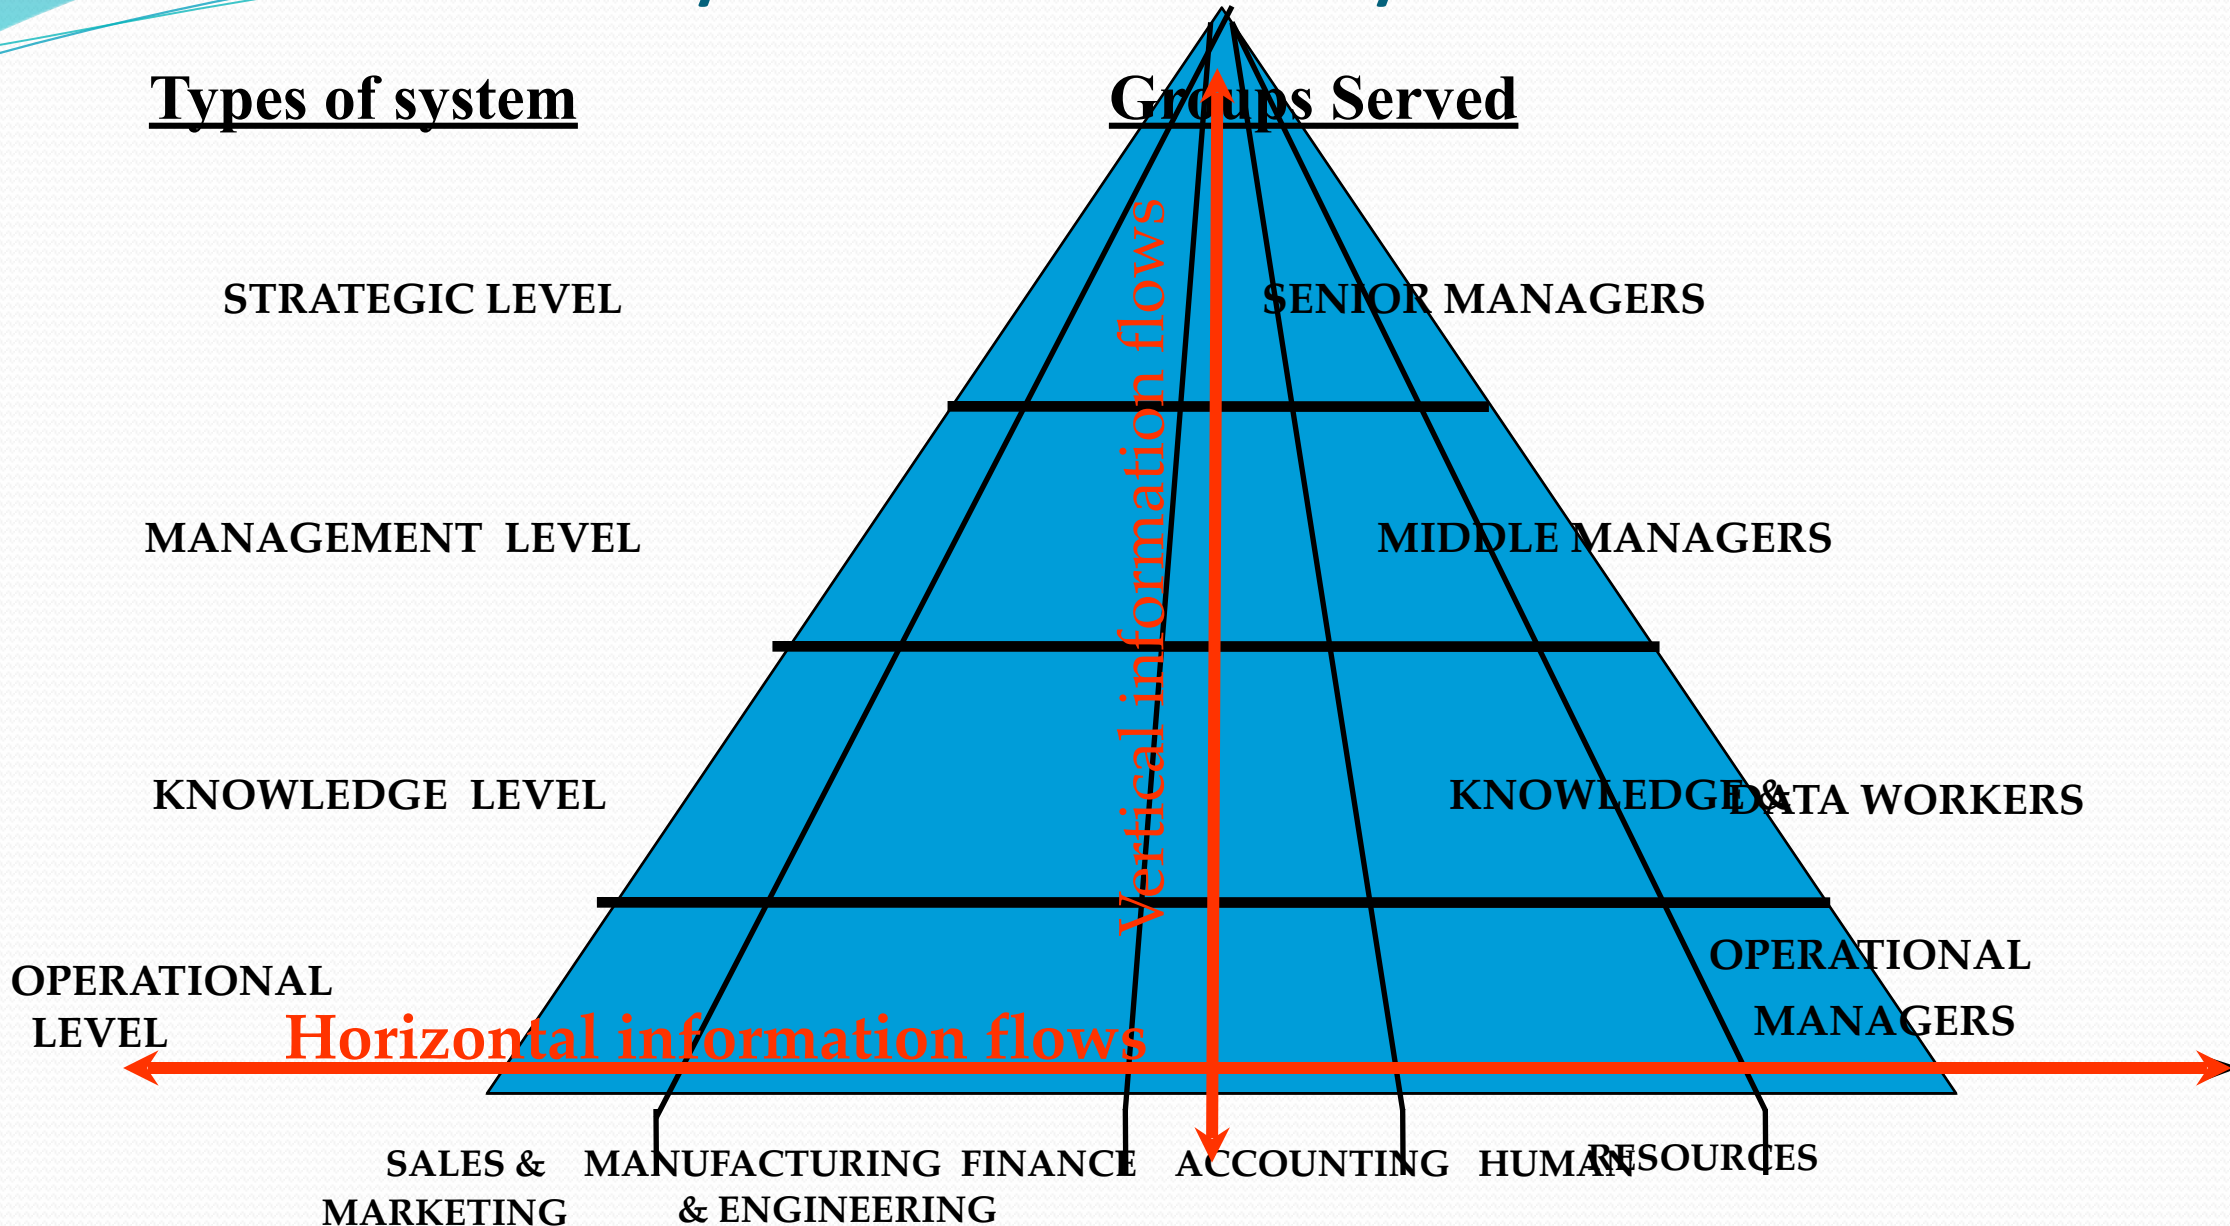 Types of system
Groups Served
STRATEGIC LEVEL
SENIOR MANAGERS
MANAGEMENT LEVEL
MIDDLE MANAGERS
KNOWLEDGE LEVEL
KNOWLEDGE &
DATA WORKERS
OPERATIONAL
LEVEL
OPERATIONAL
MANAGERS
Vertical information flows
Horizontal information flows
SALES & MANUFACTURING FINANCE ACCOUNTING HUMAN RESOURCES
MARKETING & ENGINEERING